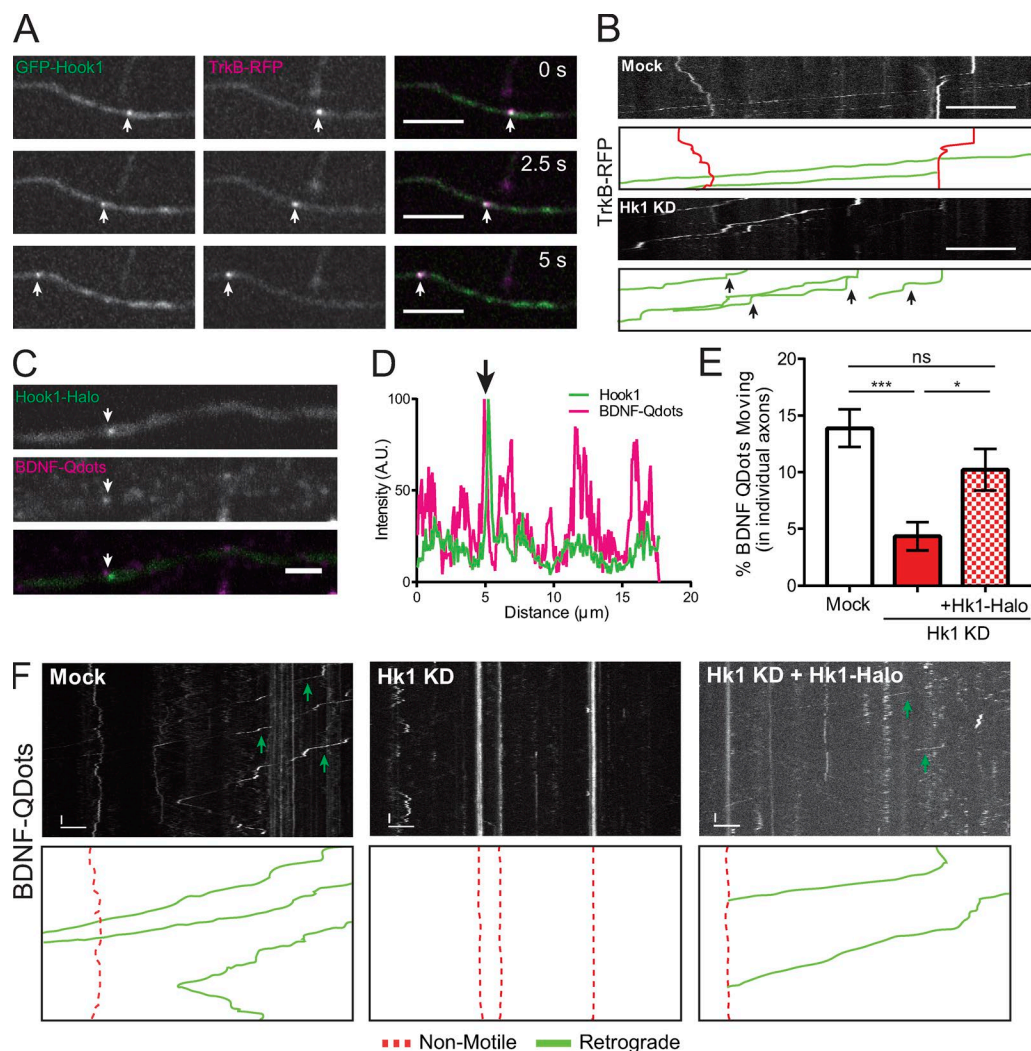 A
GFP-Hook1
TrkB-RFP
0 s
2.5 s
5 s
B
TrkB-RFP
Mock
Hk1 KD
C
Hook1-Halo
BDNF-Qdots
D
Hook1
BDNF-Qdots
Intensity (A.U.)
100
50
0
0 5 10 15 20
Distance (µm)
E
% BDNF QDots Moving
(in individual axons)
20
15
10
5
0
ns
*** *
Mock +Hk1-Halo
Hk1 KD
F
BDNF-QDots
Mock
Hk1 KD
Hk1 KD + Hk1-Halo
Non-Motile Retrograde